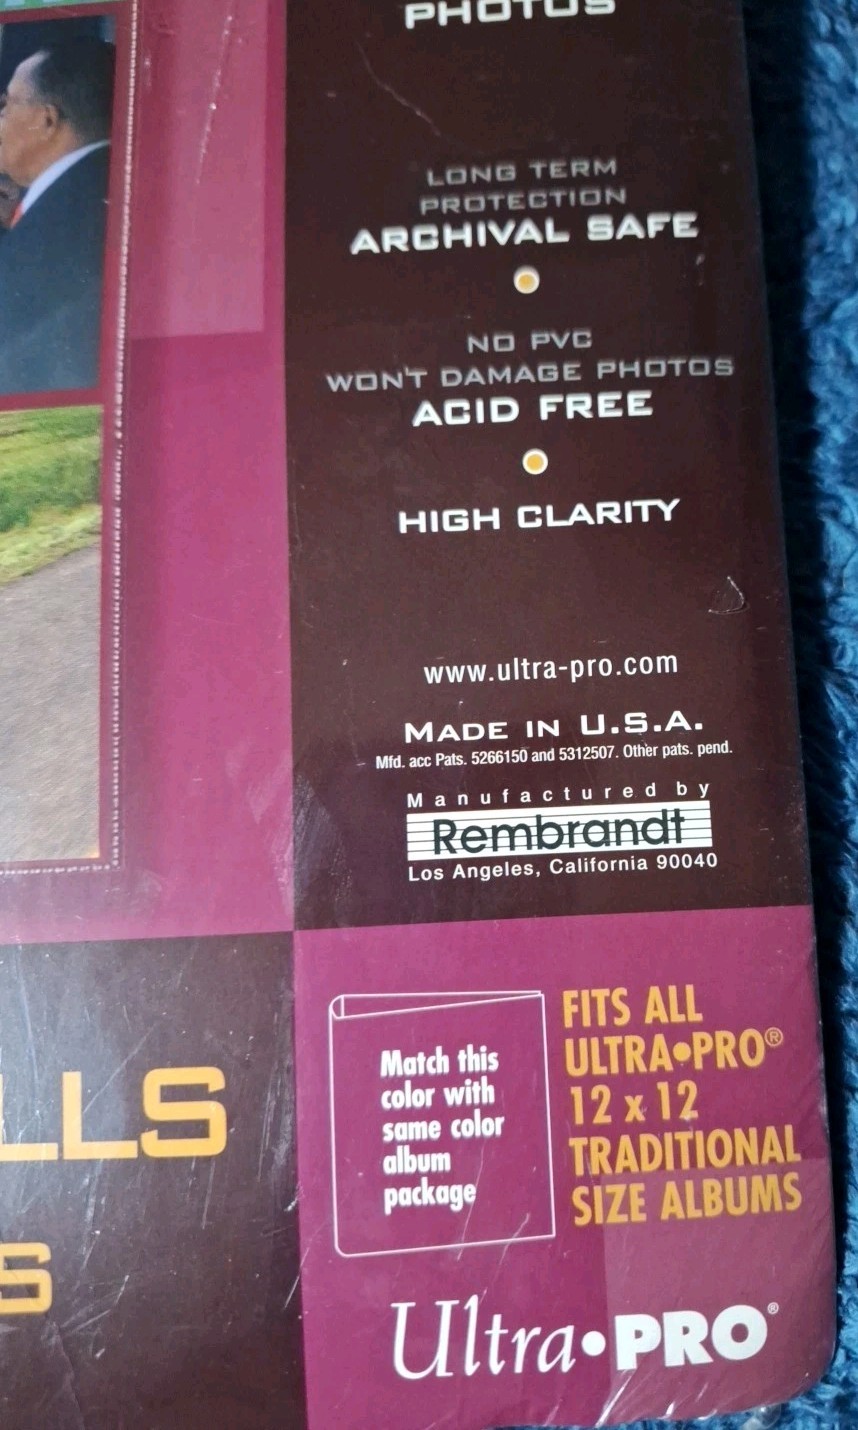 PHOTOS
LONG TERM
PROTECTION
ARCHIVAL SAFE
NO PVC
WON'T DAMAGE PHOTOS
ACID FREE
HIGH CLARITY
www.ultra-pro.com
MADE IN U.S.A.
Mfd. acc Pats. 5266150 and 5312507. Other pats. pend.
Manufactured by
Rembrandt
Los Angeles, California 90040
LLS
S
Match this
color with
same color
album
package
FITS ALL
ULTRA•PRO®
12 x 12
TRADITIONAL
SIZE ALBUMS
Ultra•PRO®